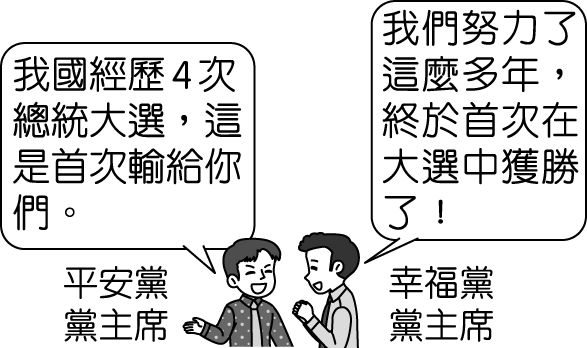 我國經歷4次
總統大選，這
是首次輸給你
們。
我們努力了
這麼多年，
終於首次在
大選中獲勝
了！
平安黨
黨主席
幸福黨
黨主席